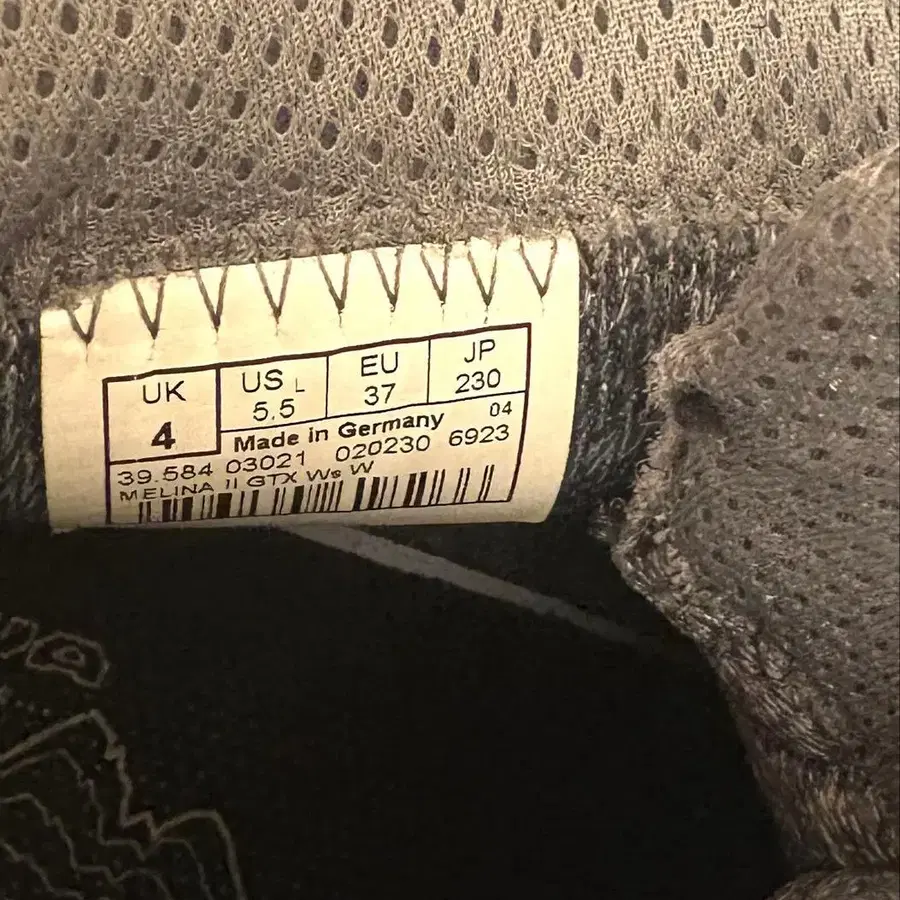 UK US L EU JP
4 5.5 37 230
Made in Germany 04
39.584 03021 020230 6923
MELINA II GTX Ws W